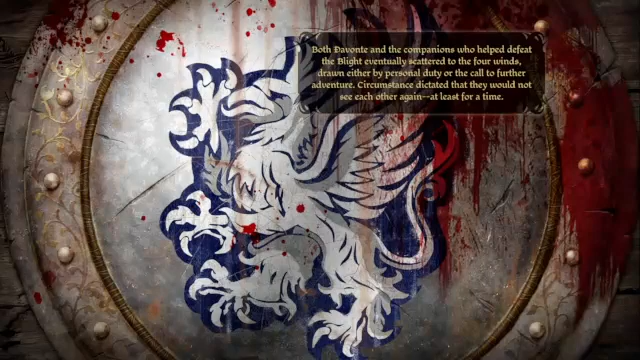 Both Davonte and the companions who helped defeat
the Blight eventually scattered to the four winds,
drawn either by personal duty or the call to further
adventure. Circumstance dictated that they would not
see each other again--at least for a time.